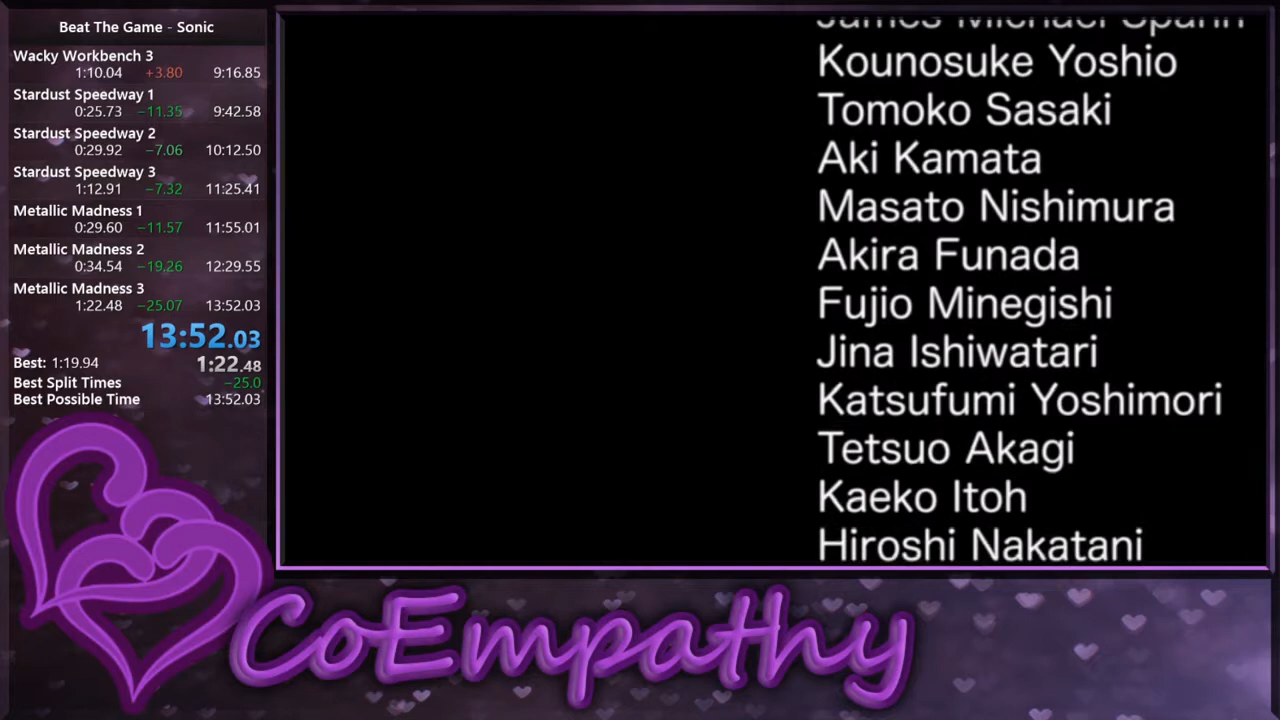 Beat The Game - Sonic
Wacky Workbench 3
1:10.04 +3.80 9:16.85
Stardust Speedway 1
0:25.73 −11.35 9:42.58
Stardust Speedway 2
0:29.92 −7.06 10:12.50
Stardust Speedway 3
1:12.91 −7.32 11:25.41
Metallic Madness 1
0:29.60 −11.57 11:55.01
Metallic Madness 2
0:34.54 −19.26 12:29.55
Metallic Madness 3
1:22.48 −25.07 13:52.03
13:52.03
Best: 1:19.94 1:22.48
Best Split Times −25.0
Best Possible Time 13:52.03
James Michael Spahn
Kounosuke Yoshio
Tomoko Sasaki
Aki Kamata
Masato Nishimura
Akira Funada
Fujio Minegishi
Jina Ishiwatari
Katsufumi Yoshimori
Tetsuo Akagi
Kaeko Itoh
Hiroshi Nakatani
CoEmpathy